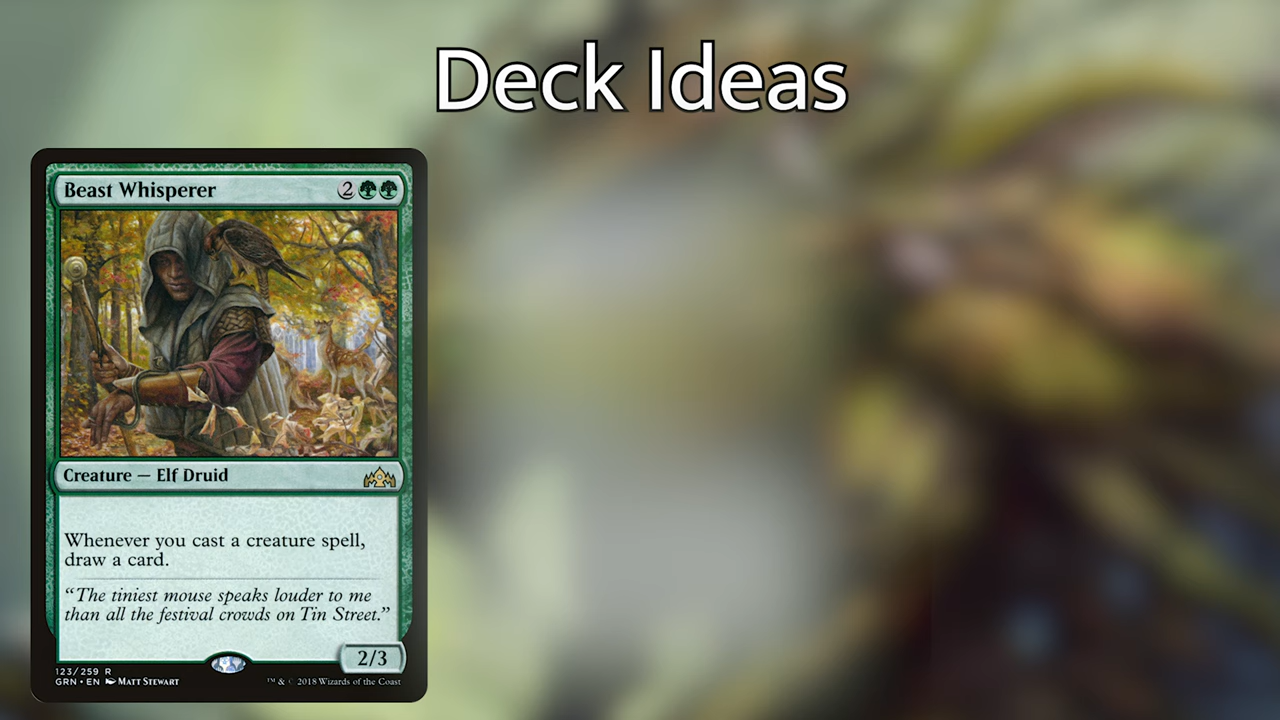 Deck Ideas
Beast Whisperer 2
Creature — Elf Druid
Whenever you cast a creature spell,
draw a card.
“The tiniest mouse speaks louder to me
than all the festival crowds on Tin Street.”
2/3
123/259 R
GRN • EN Matt Stewart
™ & © 2018 Wizards of the Coast